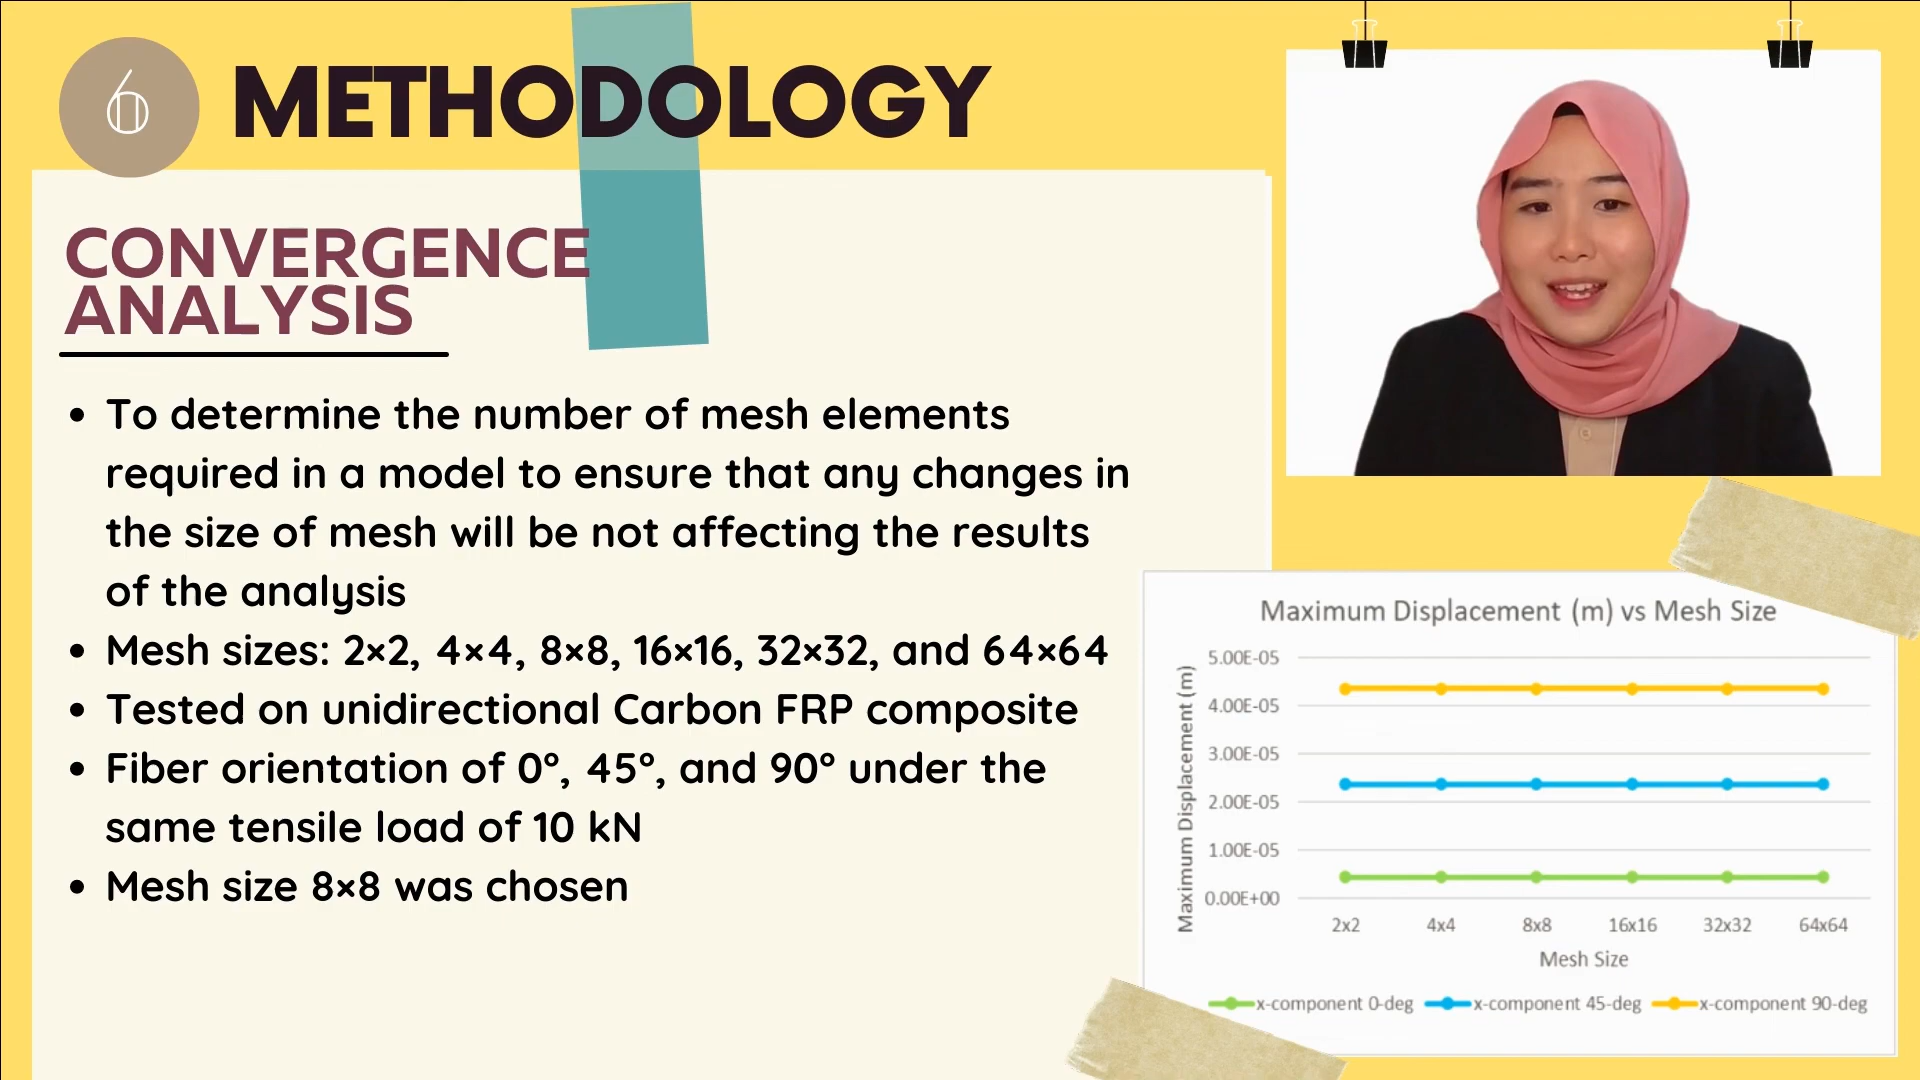 6
METHODOLOGY
CONVERGENCE
ANALYSIS
• To determine the number of mesh elements
required in a model to ensure that any changes in
the size of mesh will be not affecting the results
of the analysis
• Mesh sizes: 2×2, 4×4, 8×8, 16×16, 32×32, and 64×64
• Tested on unidirectional Carbon FRP composite
• Fiber orientation of 0°, 45°, and 90° under the
same tensile load of 10 kN
• Mesh size 8×8 was chosen
Maximum Displacement (m) vs Mesh Size
Maximum Displacement (m)
5.00E-05
4.00E-05
3.00E-05
2.00E-05
1.00E-05
0.00E+00
2x2 4x4 8x8 16x16 32x32 64x64
Mesh Size
x-component 0-deg x-component 45-deg x-component 90-deg